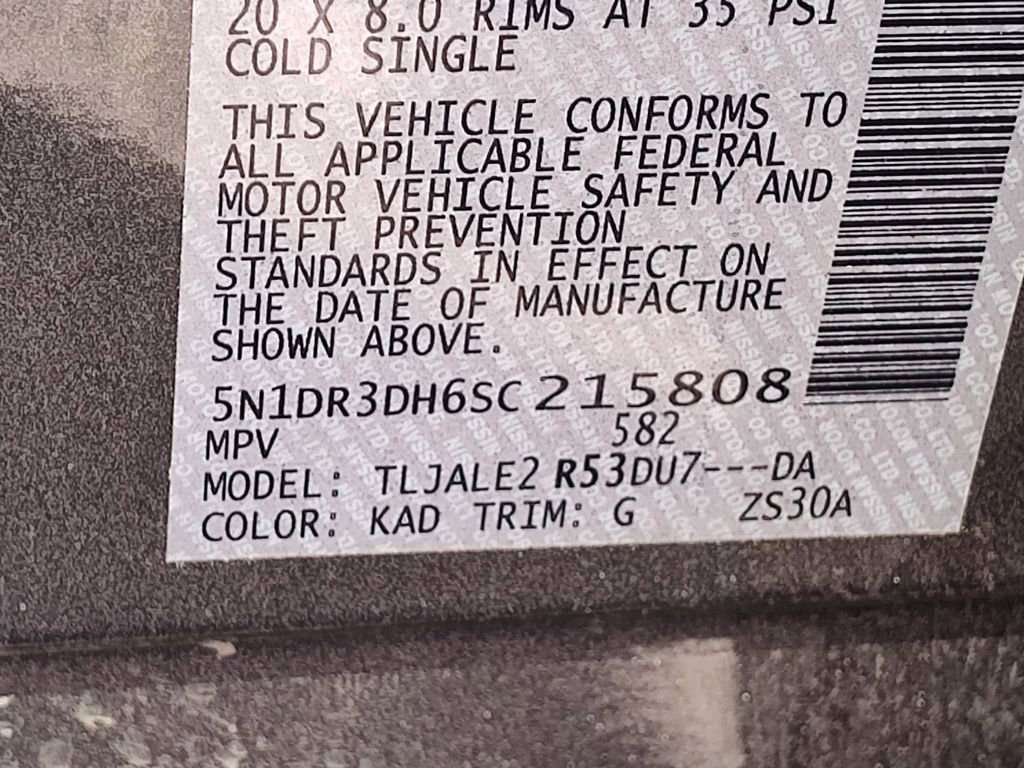 20 X 8.0 RIMS AT 35 PSI
COLD SINGLE
THIS VEHICLE CONFORMS TO
ALL APPLICABLE FEDERAL
MOTOR VEHICLE SAFETY AND
THEFT PREVENTION
STANDARDS IN EFFECT ON
THE DATE OF MANUFACTURE
SHOWN ABOVE.
5N1DR3DH6SC215808
MPV 582
MODEL: TLJALE2 R53DU7---DA
COLOR: KAD TRIM: G ZS30A